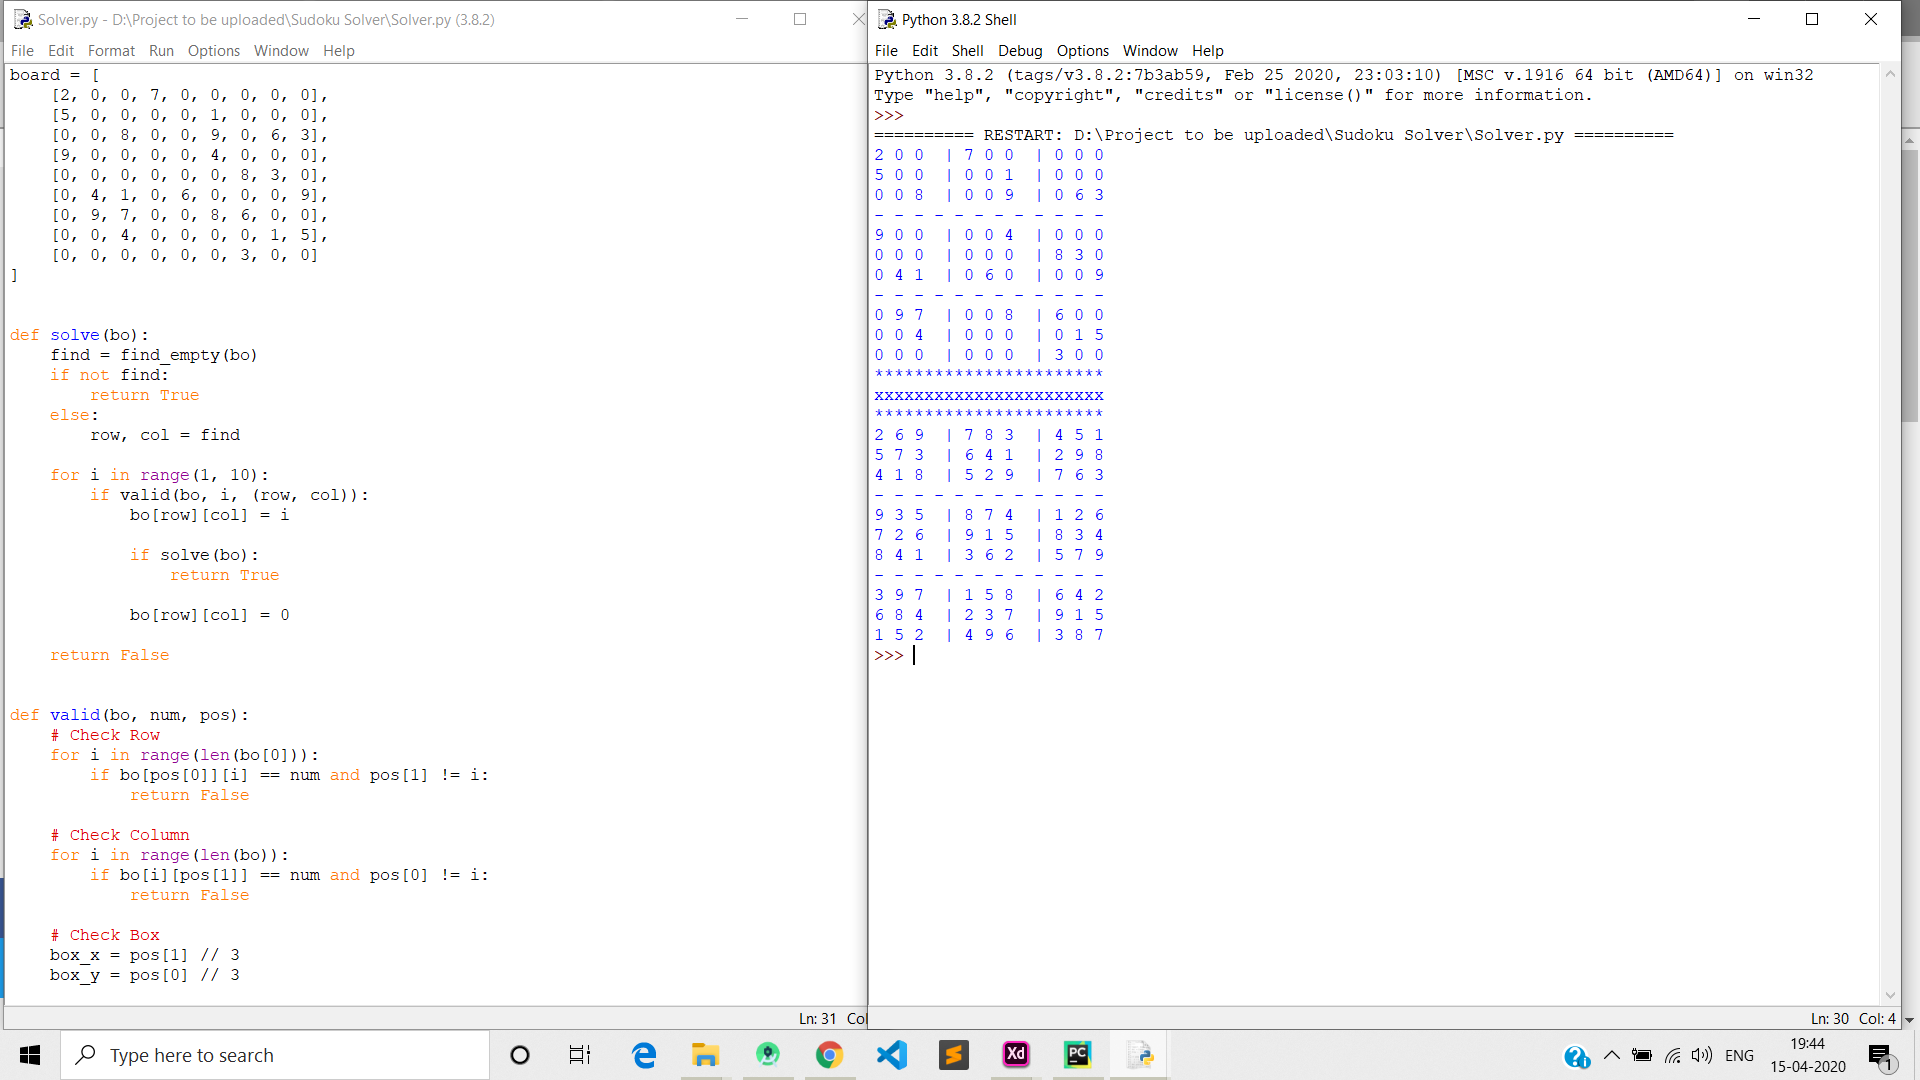 Solver.py - D:\Project to be uploaded\Sudoku Solver\Solver.py (3.8.2)
File Edit Format Run Options Window Help
board = [
    [2, 0, 0, 7, 0, 0, 0, 0, 0],
    [5, 0, 0, 0, 0, 1, 0, 0, 0],
    [0, 0, 8, 0, 0, 9, 0, 6, 3],
    [9, 0, 0, 0, 0, 4, 0, 0, 0],
    [0, 0, 0, 0, 0, 0, 8, 3, 0],
    [0, 4, 1, 0, 6, 0, 0, 0, 9],
    [0, 9, 7, 0, 0, 8, 6, 0, 0],
    [0, 0, 4, 0, 0, 0, 0, 1, 5],
    [0, 0, 0, 0, 0, 0, 3, 0, 0]
]
def solve(bo):
    find = find_empty(bo)
    if not find:
        return True
    else:
        row, col = find
    for i in range(1, 10):
        if valid(bo, i, (row, col)):
            bo[row][col] = i
            if solve(bo):
                return True
            bo[row][col] = 0
    return False
def valid(bo, num, pos):
    # Check Row
    for i in range(len(bo[0])):
        if bo[pos[0]][i] == num and pos[1] != i:
            return False
    # Check Column
    for i in range(len(bo)):
        if bo[i][pos[1]] == num and pos[0] != i:
            return False
    # Check Box
    box_x = pos[1] // 3
    box_y = pos[0] // 3
Ln: 31 Col
Python 3.8.2 Shell
File Edit Shell Debug Options Window Help
Python 3.8.2 (tags/v3.8.2:7b3ab59, Feb 25 2020, 23:03:10) [MSC v.1916 64 bit (AMD64)] on win32
Type "help", "copyright", "credits" or "license()" for more information.
>>>
========== RESTART: D:\Project to be uploaded\Sudoku Solver\Solver.py ==========
2 0 0  | 7 0 0  | 0 0 0
5 0 0  | 0 0 1  | 0 0 0
0 0 8  | 0 0 9  | 0 6 3
- - - - - - - - - - - -
9 0 0  | 0 0 4  | 0 0 0
0 0 0  | 0 0 0  | 8 3 0
0 4 1  | 0 6 0  | 0 0 9
- - - - - - - - - - - -
0 9 7  | 0 0 8  | 6 0 0
0 0 4  | 0 0 0  | 0 1 5
0 0 0  | 0 0 0  | 3 0 0
***********************
xxxxxxxxxxxxxxxxxxxxxxx
***********************
2 6 9  | 7 8 3  | 4 5 1
5 7 3  | 6 4 1  | 2 9 8
4 1 8  | 5 2 9  | 7 6 3
- - - - - - - - - - - -
9 3 5  | 8 7 4  | 1 2 6
7 2 6  | 9 1 5  | 8 3 4
8 4 1  | 3 6 2  | 5 7 9
- - - - - - - - - - - -
3 9 7  | 1 5 8  | 6 4 2
6 8 4  | 2 3 7  | 9 1 5
1 5 2  | 4 9 6  | 3 8 7
>>>
Ln: 30 Col: 4
Type here to search
Xd
PC
ENG
19:44
15-04-2020
1